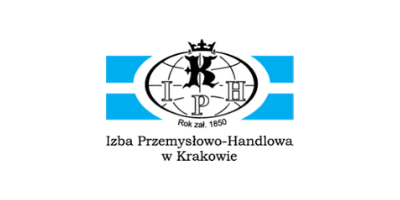 K
I P H
Rok zał. 1850
Izba Przemysłowo-Handlowa
w Krakowie